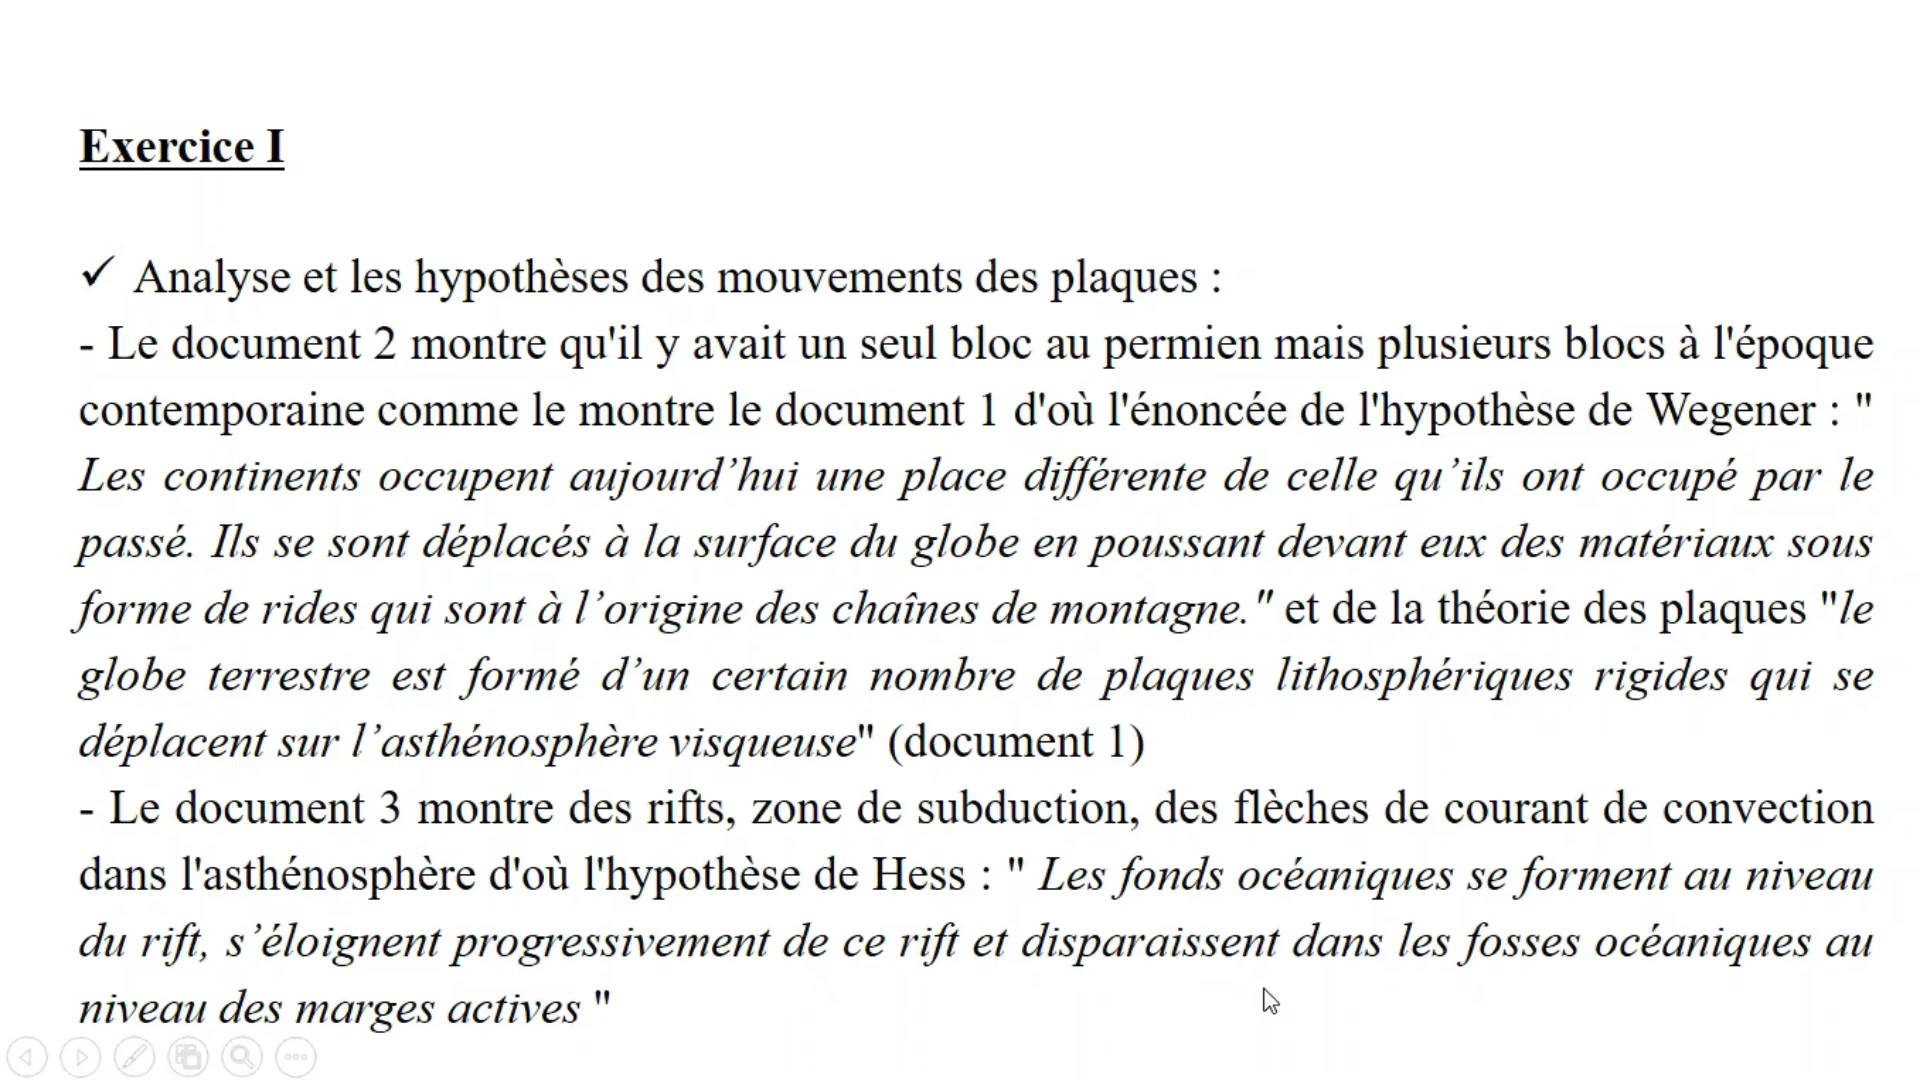 Exercice I
✓ Analyse et les hypothèses des mouvements des plaques :
- Le document 2 montre qu'il y avait un seul bloc au permien mais plusieurs blocs à l'époque
contemporaine comme le montre le document 1 d'où l'énoncée de l'hypothèse de Wegener : "
Les continents occupent aujourd’hui une place différente de celle qu’ils ont occupé par le
passé. Ils se sont déplacés à la surface du globe en poussant devant eux des matériaux sous
forme de rides qui sont à l’origine des chaînes de montagne." et de la théorie des plaques "le
globe terrestre est formé d’un certain nombre de plaques lithosphériques rigides qui se
déplacent sur l’asthénosphère visqueuse" (document 1)
- Le document 3 montre des rifts, zone de subduction, des flèches de courant de convection
dans l'asthénosphère d'où l'hypothèse de Hess : " Les fonds océaniques se forment au niveau
du rift, s’éloignent progressivement de ce rift et disparaissent dans les fosses océaniques au
niveau des marges actives "